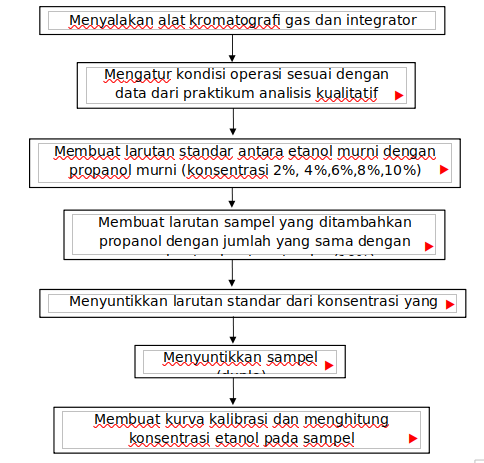 Menyalakan alat kromatografi gas dan integrator
Mengatur kondisi operasi sesuai dengan
data dari praktikum analisis kualitatif
Membuat larutan standar antara etanol murni dengan
propanol murni (konsentrasi 2%, 4%,6%,8%,10%)
Membuat larutan sampel yang ditambahkan
propanol dengan jumlah yang sama dengan
Menyuntikkan larutan standar dari konsentrasi yang
Menyuntikkan sampel
Membuat kurva kalibrasi dan menghitung
konsentrasi etanol pada sampel